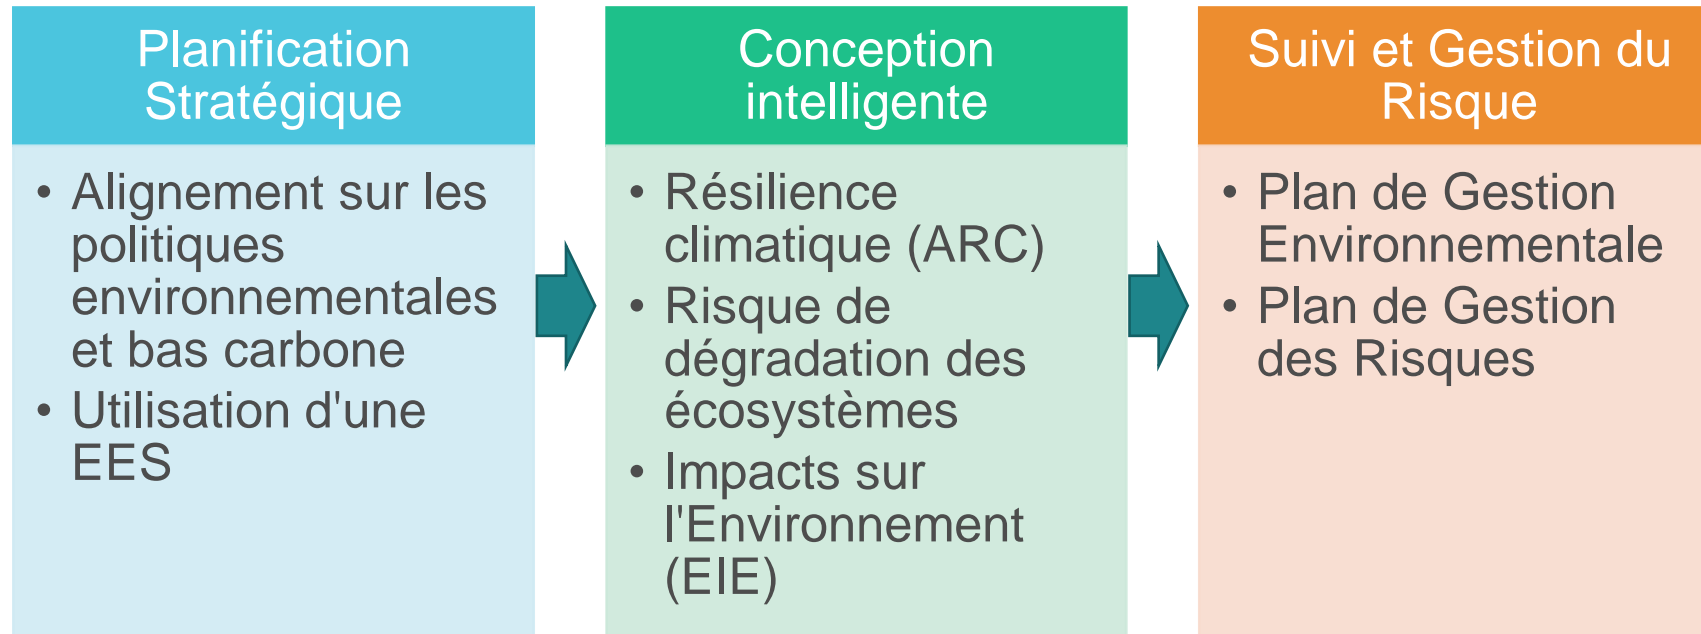 Planification
Stratégique
• Alignement sur les
politiques
environnementales
et bas carbone
• Utilisation d'une
EES
Conception
intelligente
• Résilience
climatique (ARC)
• Risque de
dégradation des
écosystèmes
• Impacts sur
l'Environnement
(EIE)
Suivi et Gestion du
Risque
• Plan de Gestion
Environnementale
• Plan de Gestion
des Risques